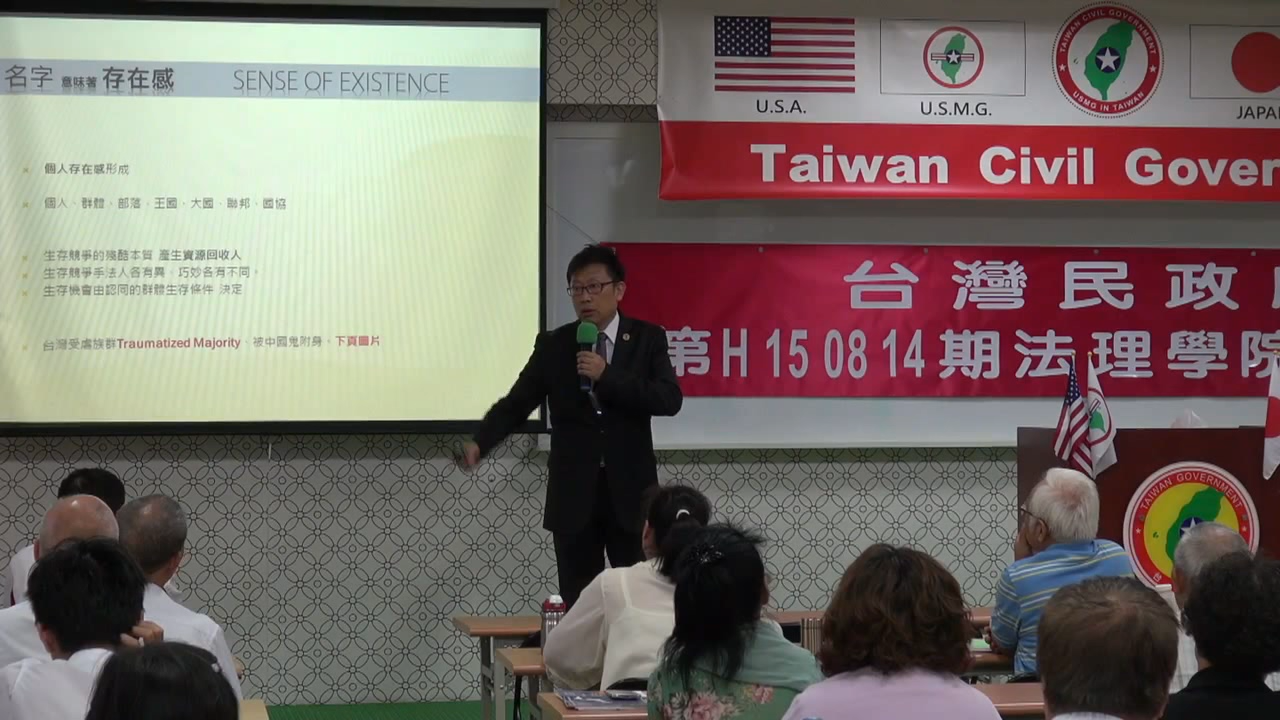 名字 意味著 存在感 SENSE OF EXISTENCE
個人存在感形成
個人、群體、部落、王國、大國、聯邦、國協
生存競爭的殘酷本質 產生資源回收人
生存競爭手法人各有異，巧妙各有不同。
生存機會由認同的群體生存條件 決定
台灣受虐族群Traumatized Majority、被中國鬼附身，下頁圖片
U.S.A.
U.S.M.G.
TAIWAN CIVIL GOVERNMENT
USMG IN TAIWAN
JAPA
Taiwan Civil Gover
台灣民政
第H 15 08 14期法理學院
TAIWAN GOVERNMENT